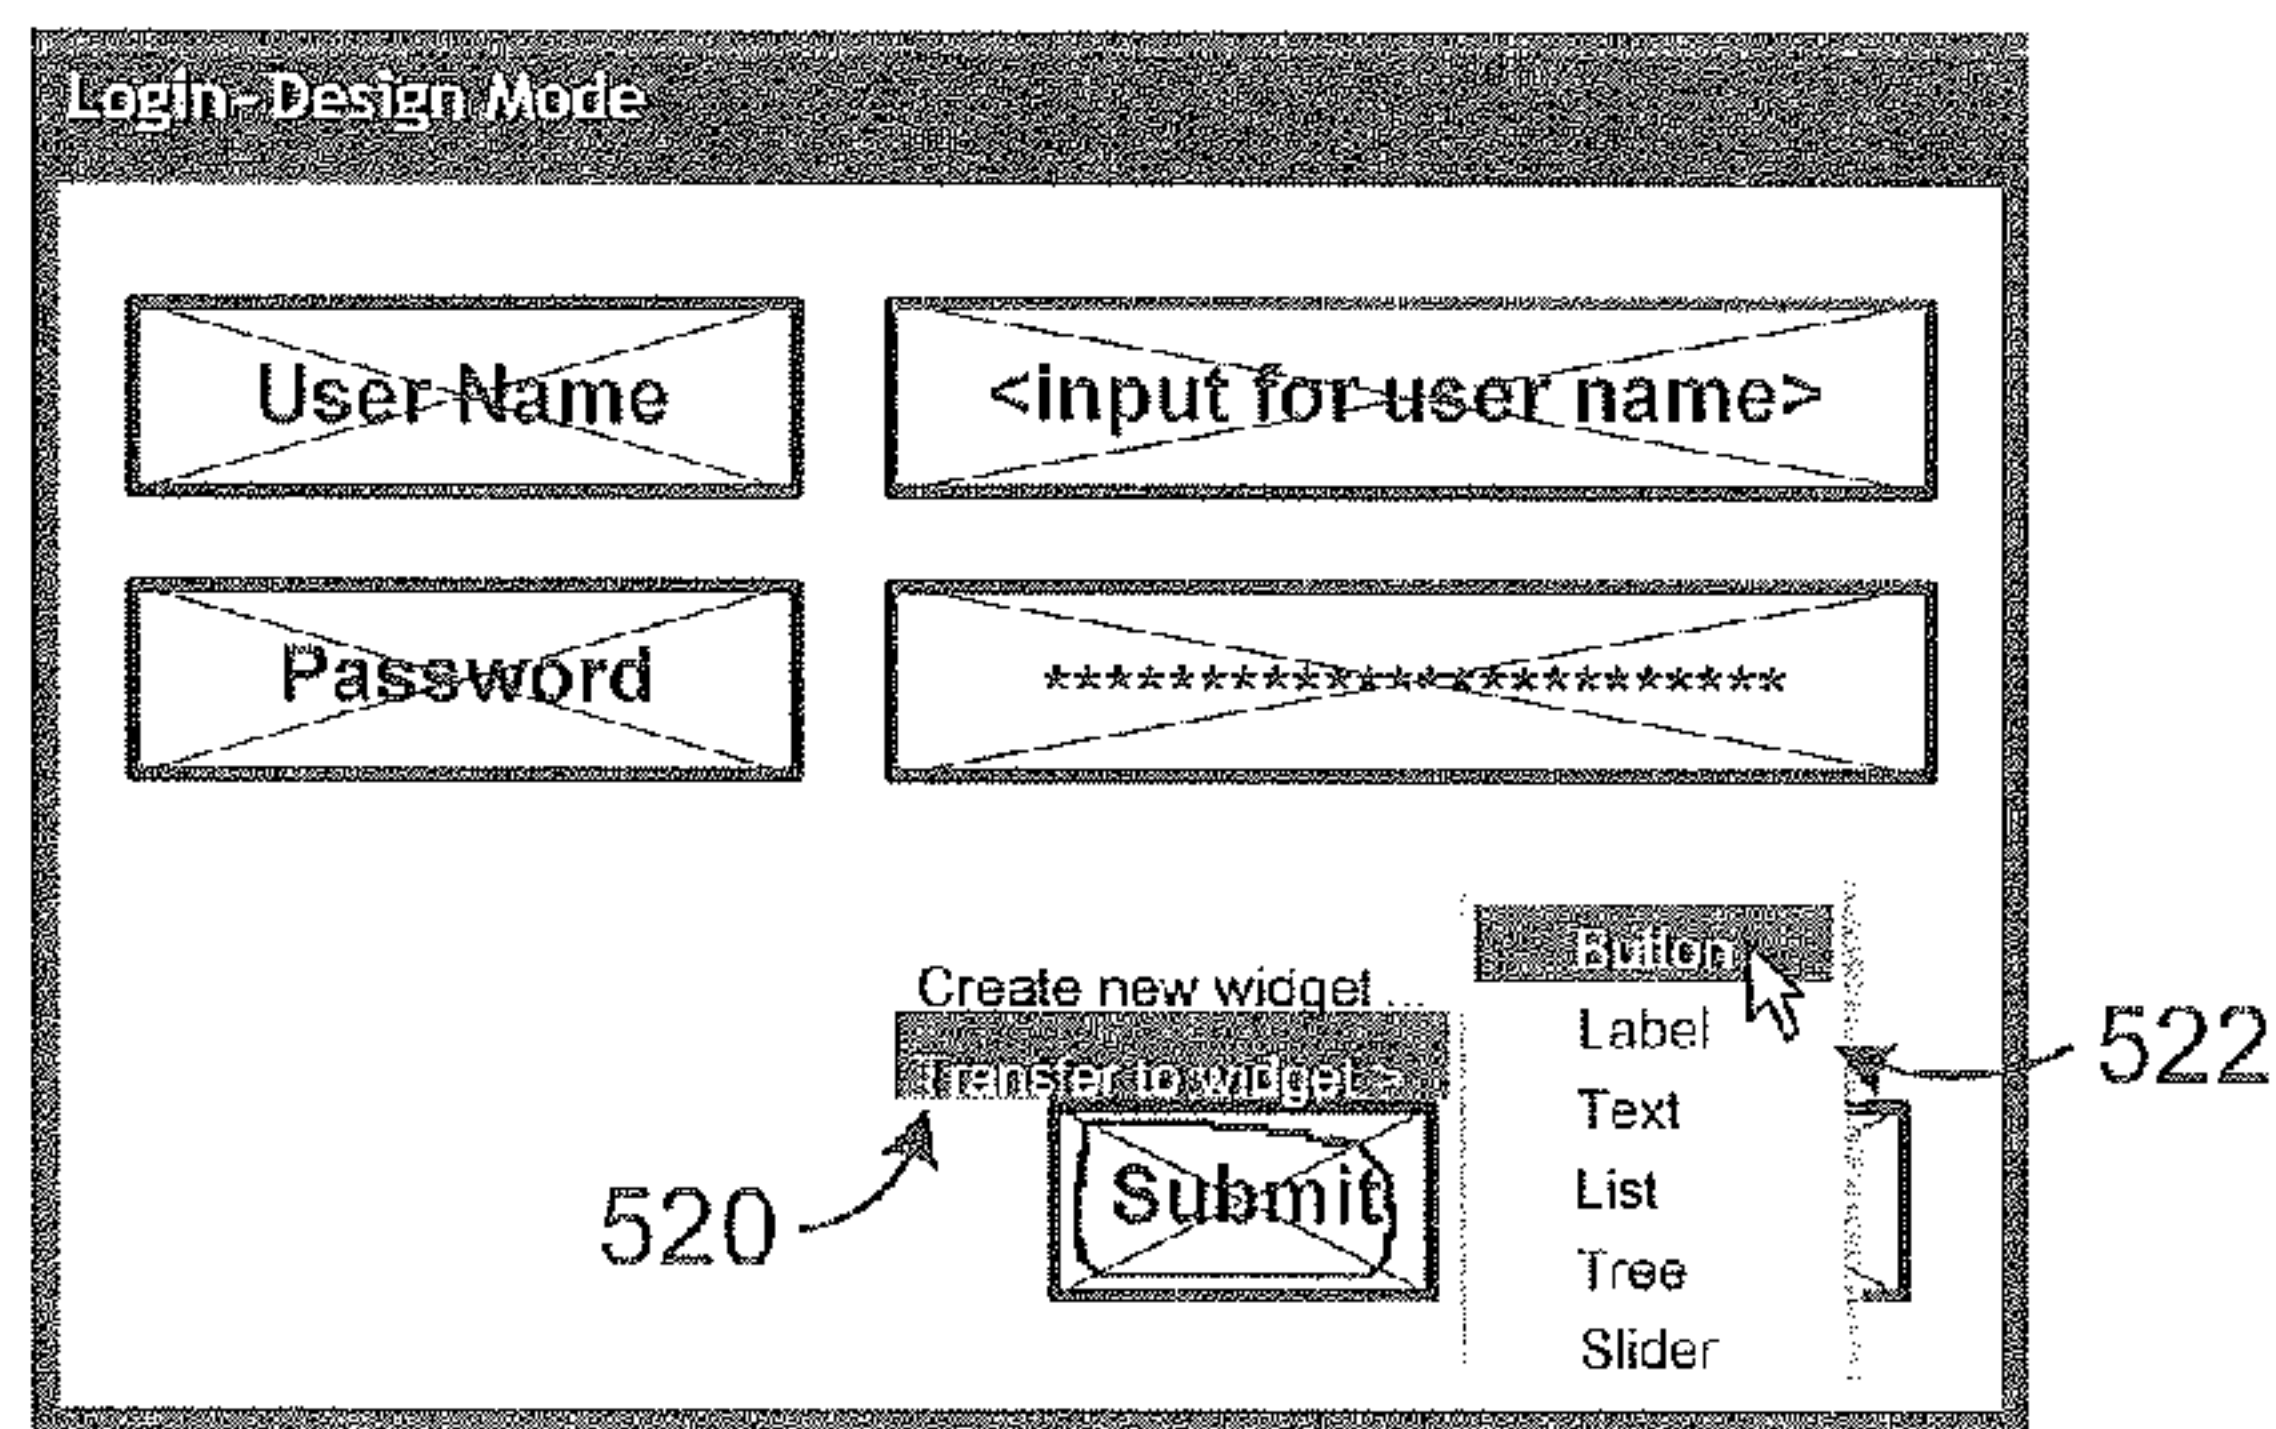 Login- Design Mode
User Name
<input for user name>
Password
************************
Button
Create new widget ...
Label
522
Transfer to widget >
Text
Submit
List
520
Tree
Slider